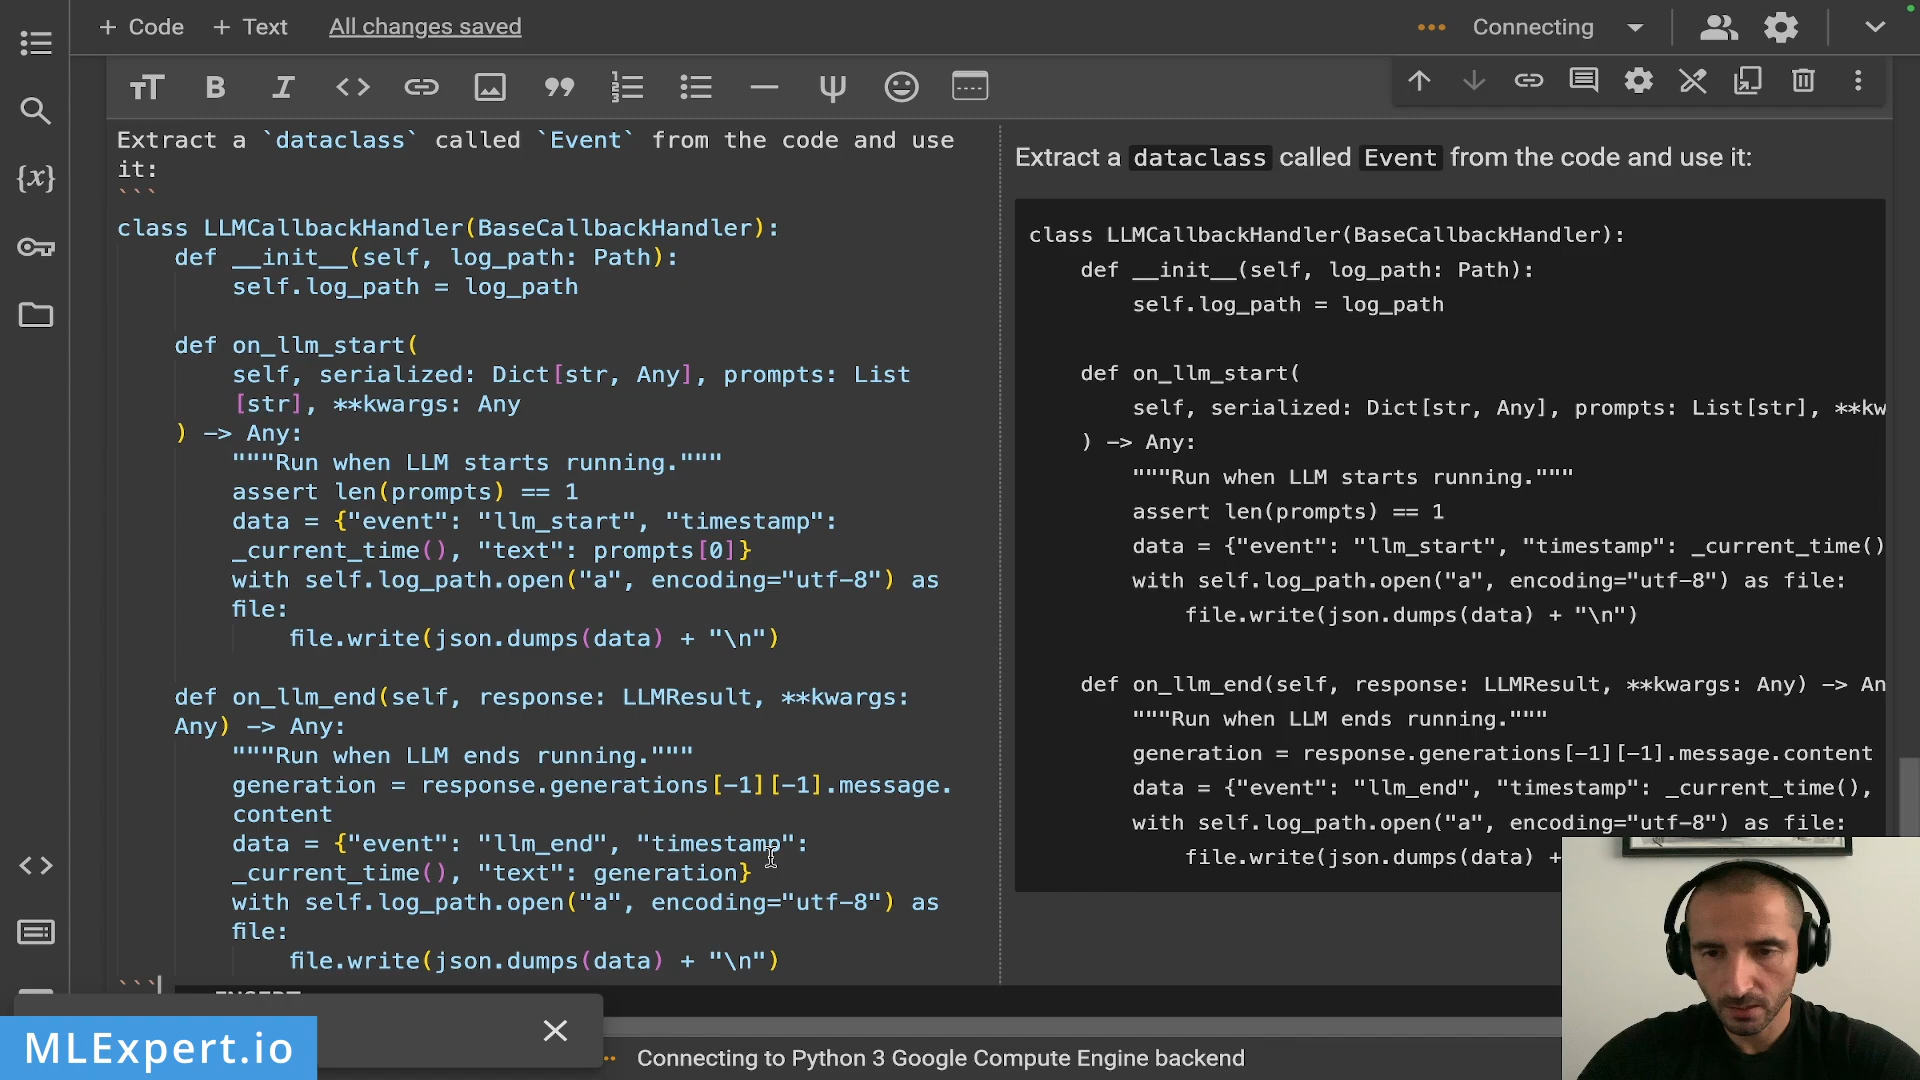 + Code + Text All changes saved Connecting
Extract a `dataclass` called `Event` from the code and use
it:
```
class LLMCallbackHandler(BaseCallbackHandler):
    def __init__(self, log_path: Path):
        self.log_path = log_path

    def on_llm_start(
        self, serialized: Dict[str, Any], prompts: List
        [str], **kwargs: Any
    ) -> Any:
        """Run when LLM starts running."""
        assert len(prompts) == 1
        data = {"event": "llm_start", "timestamp":
        _current_time(), "text": prompts[0]}
        with self.log_path.open("a", encoding="utf-8") as
        file:
            file.write(json.dumps(data) + "\n")

    def on_llm_end(self, response: LLMResult, **kwargs:
    Any) -> Any:
        """Run when LLM ends running."""
        generation = response.generations[-1][-1].message.
        content
        data = {"event": "llm_end", "timestamp":
        _current_time(), "text": generation}
        with self.log_path.open("a", encoding="utf-8") as
        file:
            file.write(json.dumps(data) + "\n")
```
Extract a dataclass called Event from the code and use it:
class LLMCallbackHandler(BaseCallbackHandler):
    def __init__(self, log_path: Path):
        self.log_path = log_path

    def on_llm_start(
        self, serialized: Dict[str, Any], prompts: List[str], **kw
    ) -> Any:
        """Run when LLM starts running."""
        assert len(prompts) == 1
        data = {"event": "llm_start", "timestamp": _current_time()
        with self.log_path.open("a", encoding="utf-8") as file:
            file.write(json.dumps(data) + "\n")

    def on_llm_end(self, response: LLMResult, **kwargs: Any) -> An
        """Run when LLM ends running."""
        generation = response.generations[-1][-1].message.content
        data = {"event": "llm_end", "timestamp": _current_time(),
        with self.log_path.open("a", encoding="utf-8") as file:
            file.write(json.dumps(data) +
MLExpert.io
Connecting to Python 3 Google Compute Engine backend